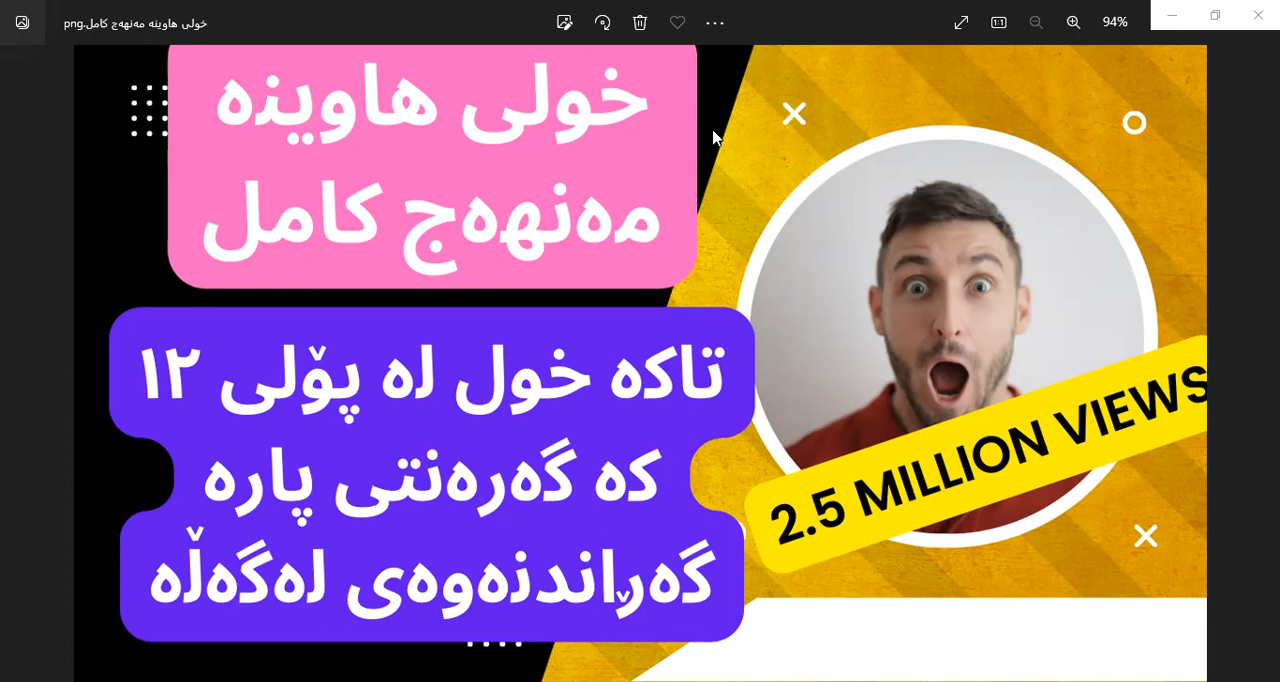 خولی هاوینه مەنهەج کامل.png
94%
خولی هاوینە
مەنهەج کامل
تاکە خول لە پۆلی ١٢
کە گەرەنتی پارە
گەڕاندنەوەی لەگەڵە
2.5 MILLION VIEWS